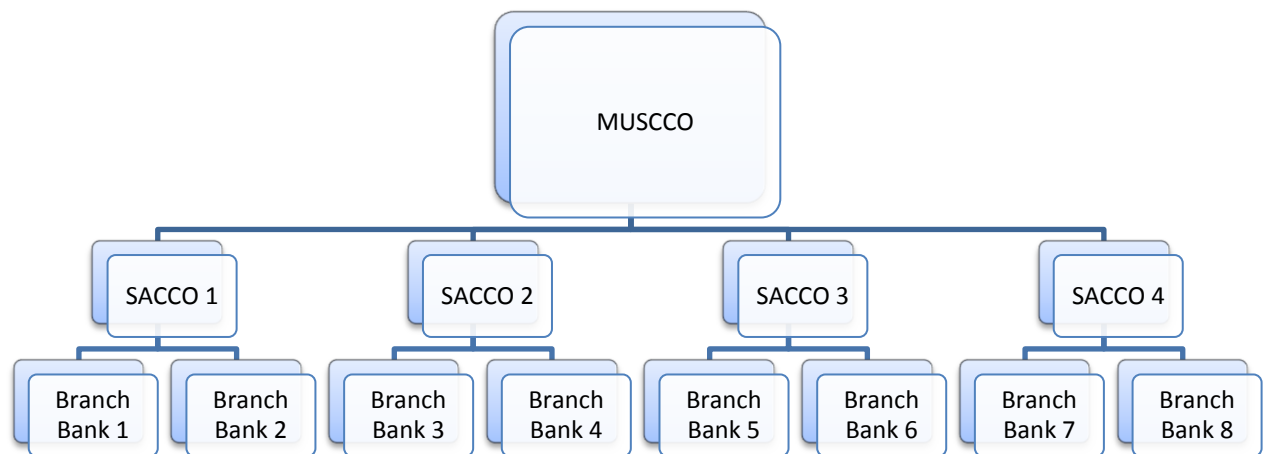 MUSCCO
SACCO 1
SACCO 2
SACCO 3
SACCO 4
Branch
Bank 1
Branch
Bank 2
Branch
Bank 3
Branch
Bank 4
Branch
Bank 5
Branch
Bank 6
Branch
Bank 7
Branch
Bank 8